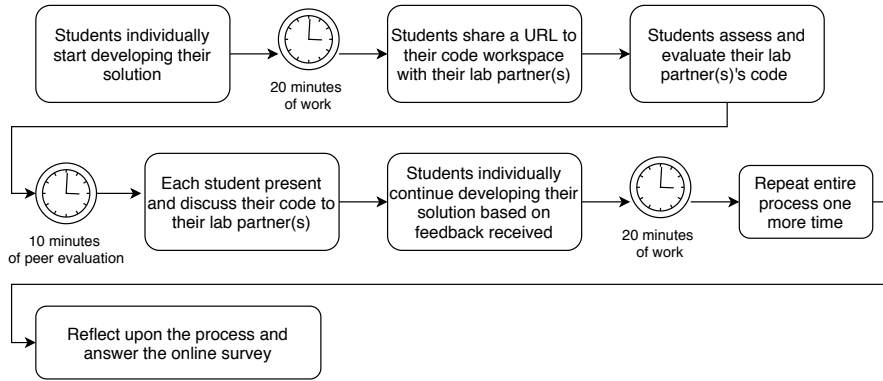 Students individually
start developing their
solution
20 minutes
of work
Students share a URL to
their code workspace
with their lab partner(s)
Students assess and
evaluate their lab
partner(s)'s code
10 minutes
of peer evaluation
Each student present
and discuss their code to
their lab partner(s)
Students individually
continue developing their
solution based on
feedback received
20 minutes
of work
Repeat entire
process one
more time
Reflect upon the process and
answer the online survey